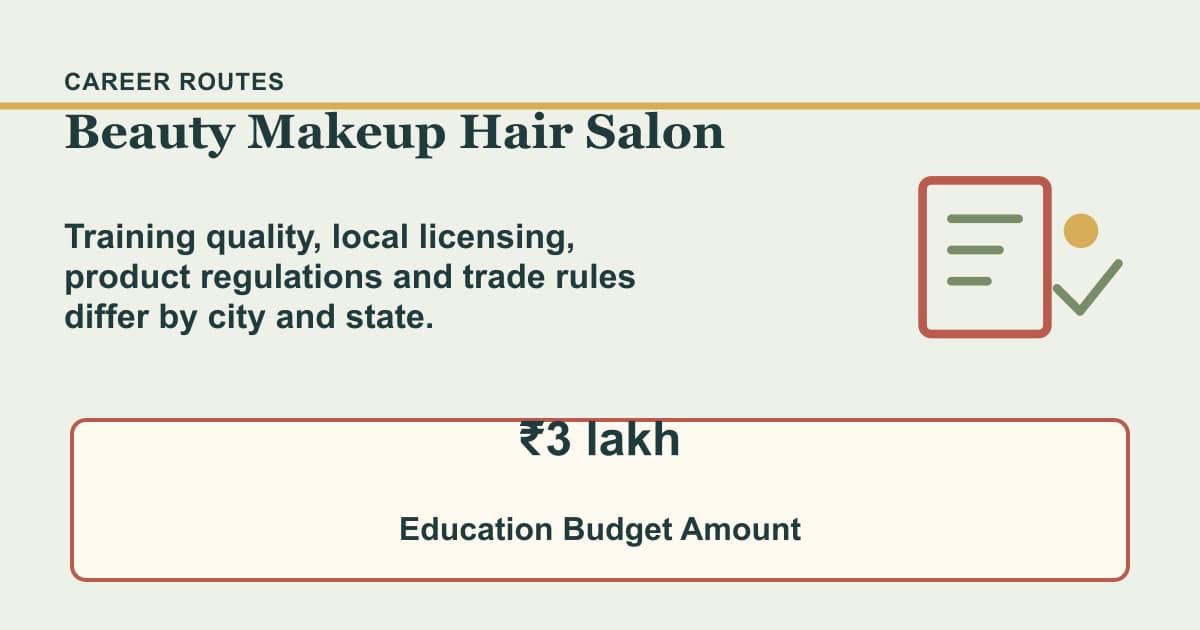 CAREER ROUTES
Beauty Makeup Hair Salon
Training quality, local licensing,
product regulations and trade rules
differ by city and state.
₹3 lakh
Education Budget Amount